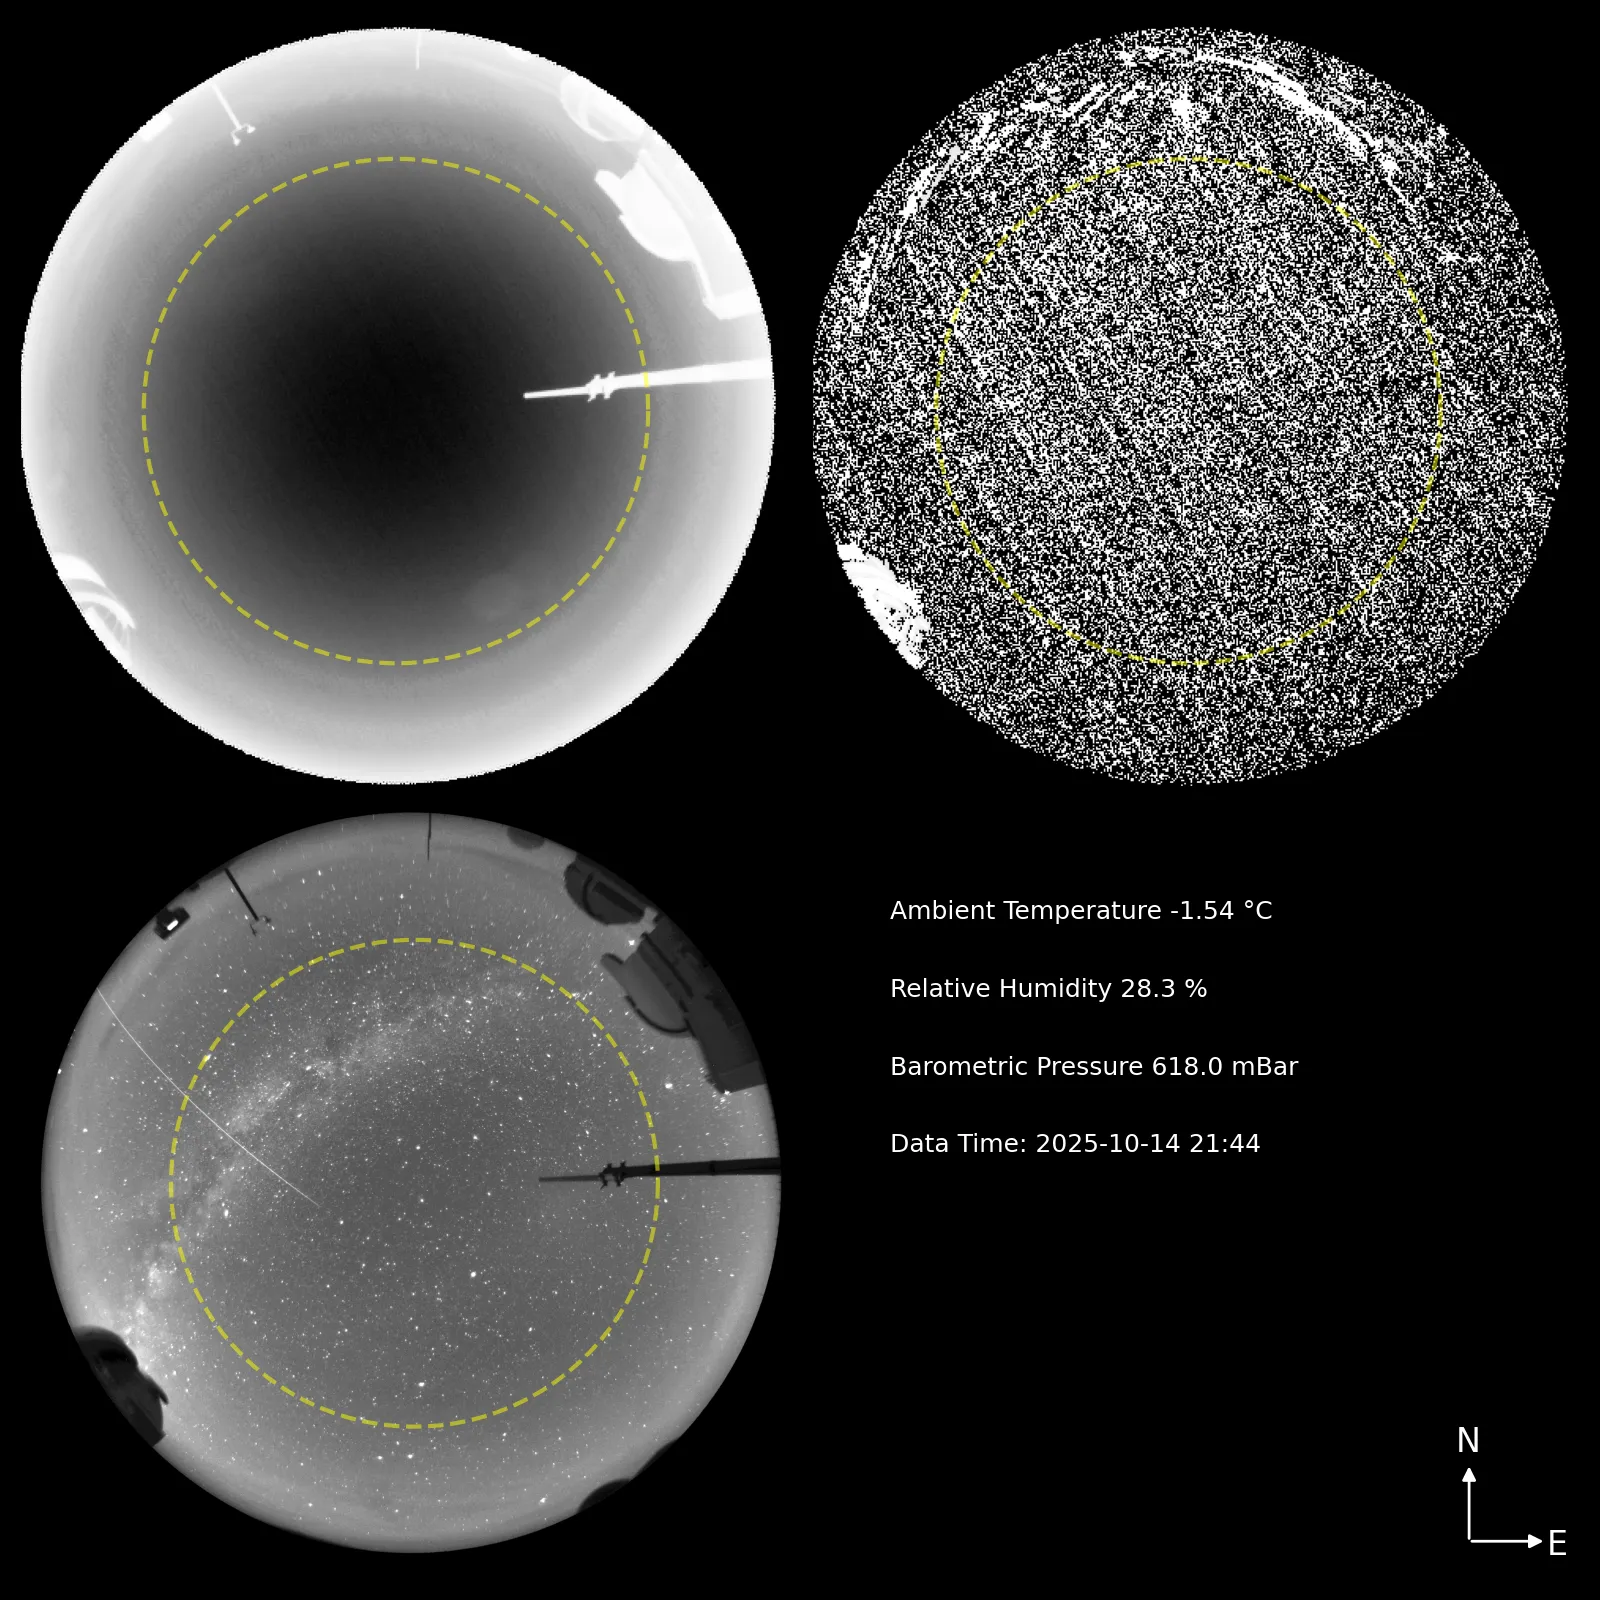 Ambient Temperature -1.54 °C
Relative Humidity 28.3 %
Barometric Pressure 618.0 mBar
Data Time: 2025-10-14 21:44
N
E